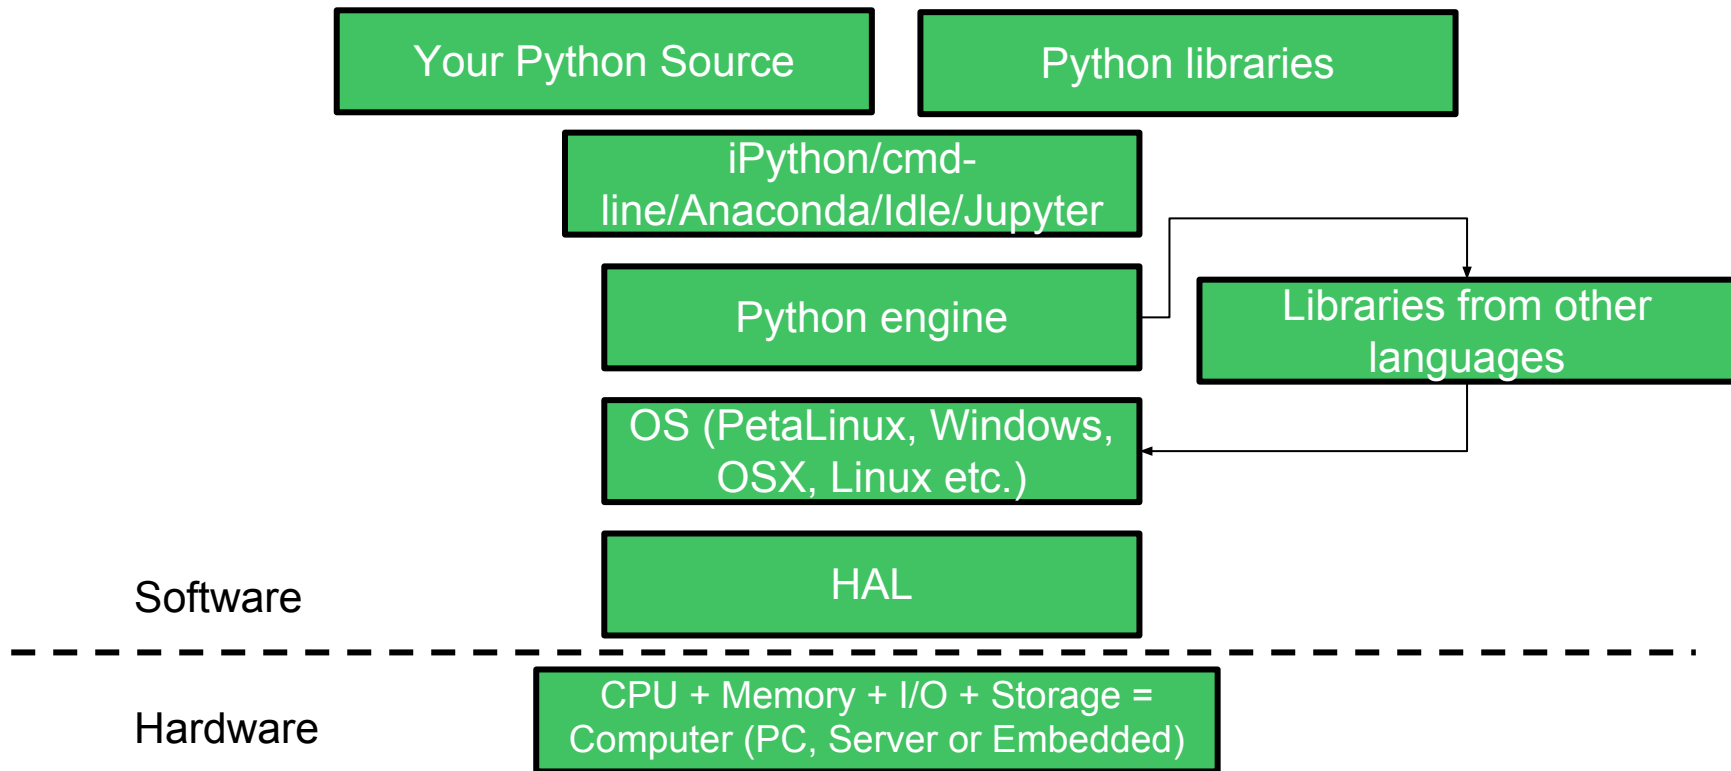 Your Python Source
Python libraries
iPython/cmd-
line/Anaconda/Idle/Jupyter
Python engine
Libraries from other
languages
OS (PetaLinux, Windows,
OSX, Linux etc.)
HAL
Software
Hardware
CPU + Memory + I/O + Storage =
Computer (PC, Server or Embedded)